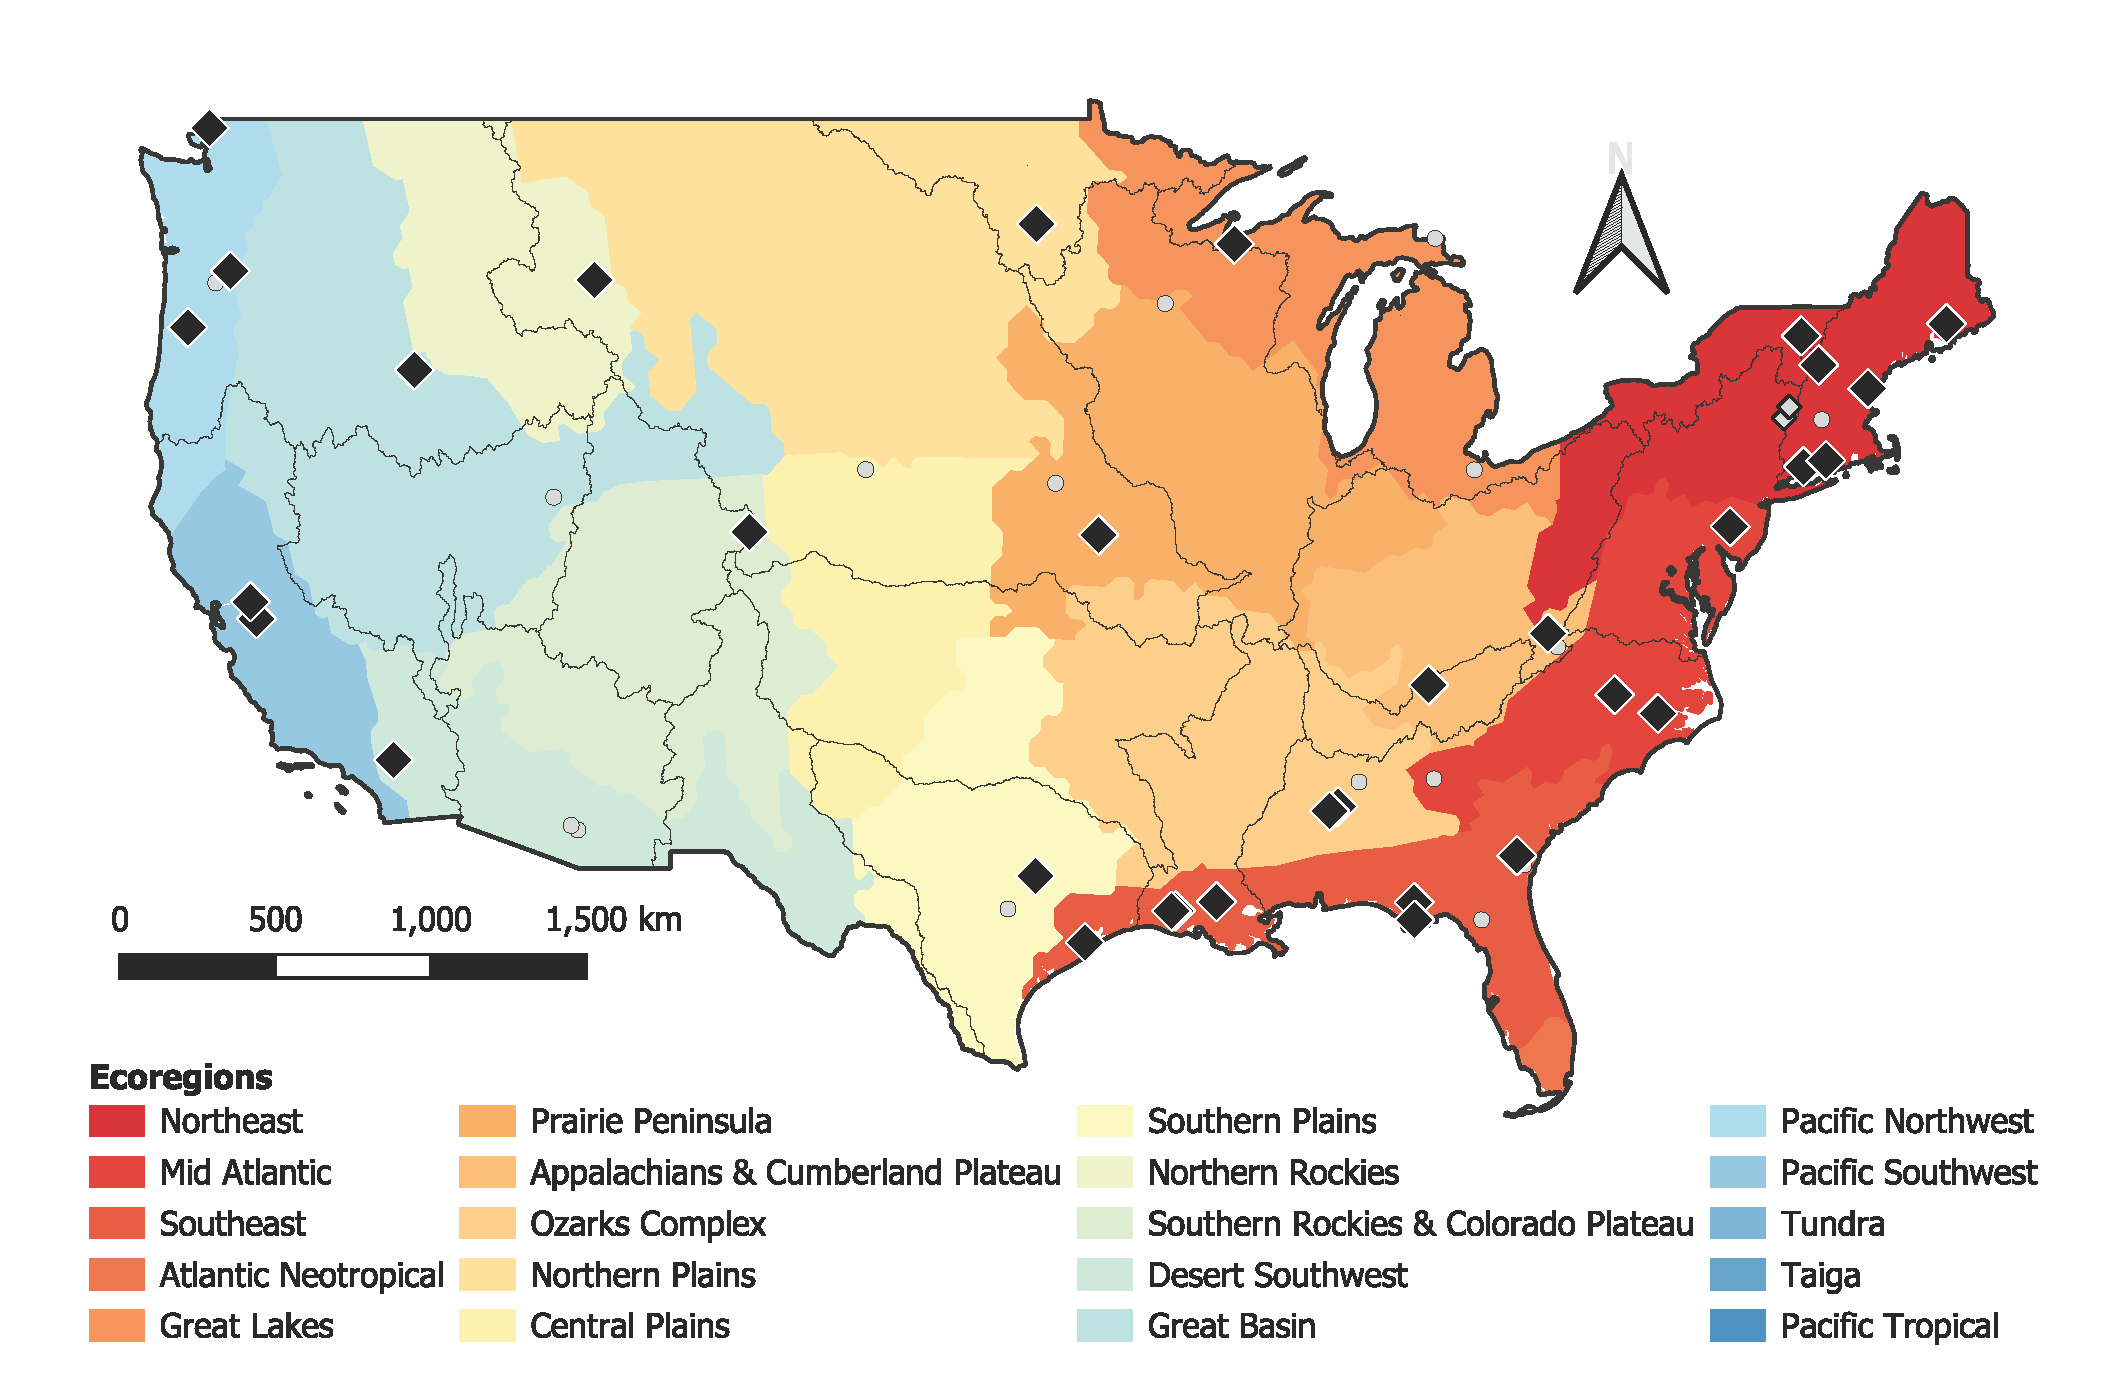 N
0 500 1,000 1,500 km
Ecoregions
Northeast
Mid Atlantic
Southeast
Atlantic Neotropical
Great Lakes
Prairie Peninsula
Appalachians & Cumberland Plateau
Ozarks Complex
Northern Plains
Central Plains
Southern Plains
Northern Rockies
Southern Rockies & Colorado Plateau
Desert Southwest
Great Basin
Pacific Northwest
Pacific Southwest
Tundra
Taiga
Pacific Tropical